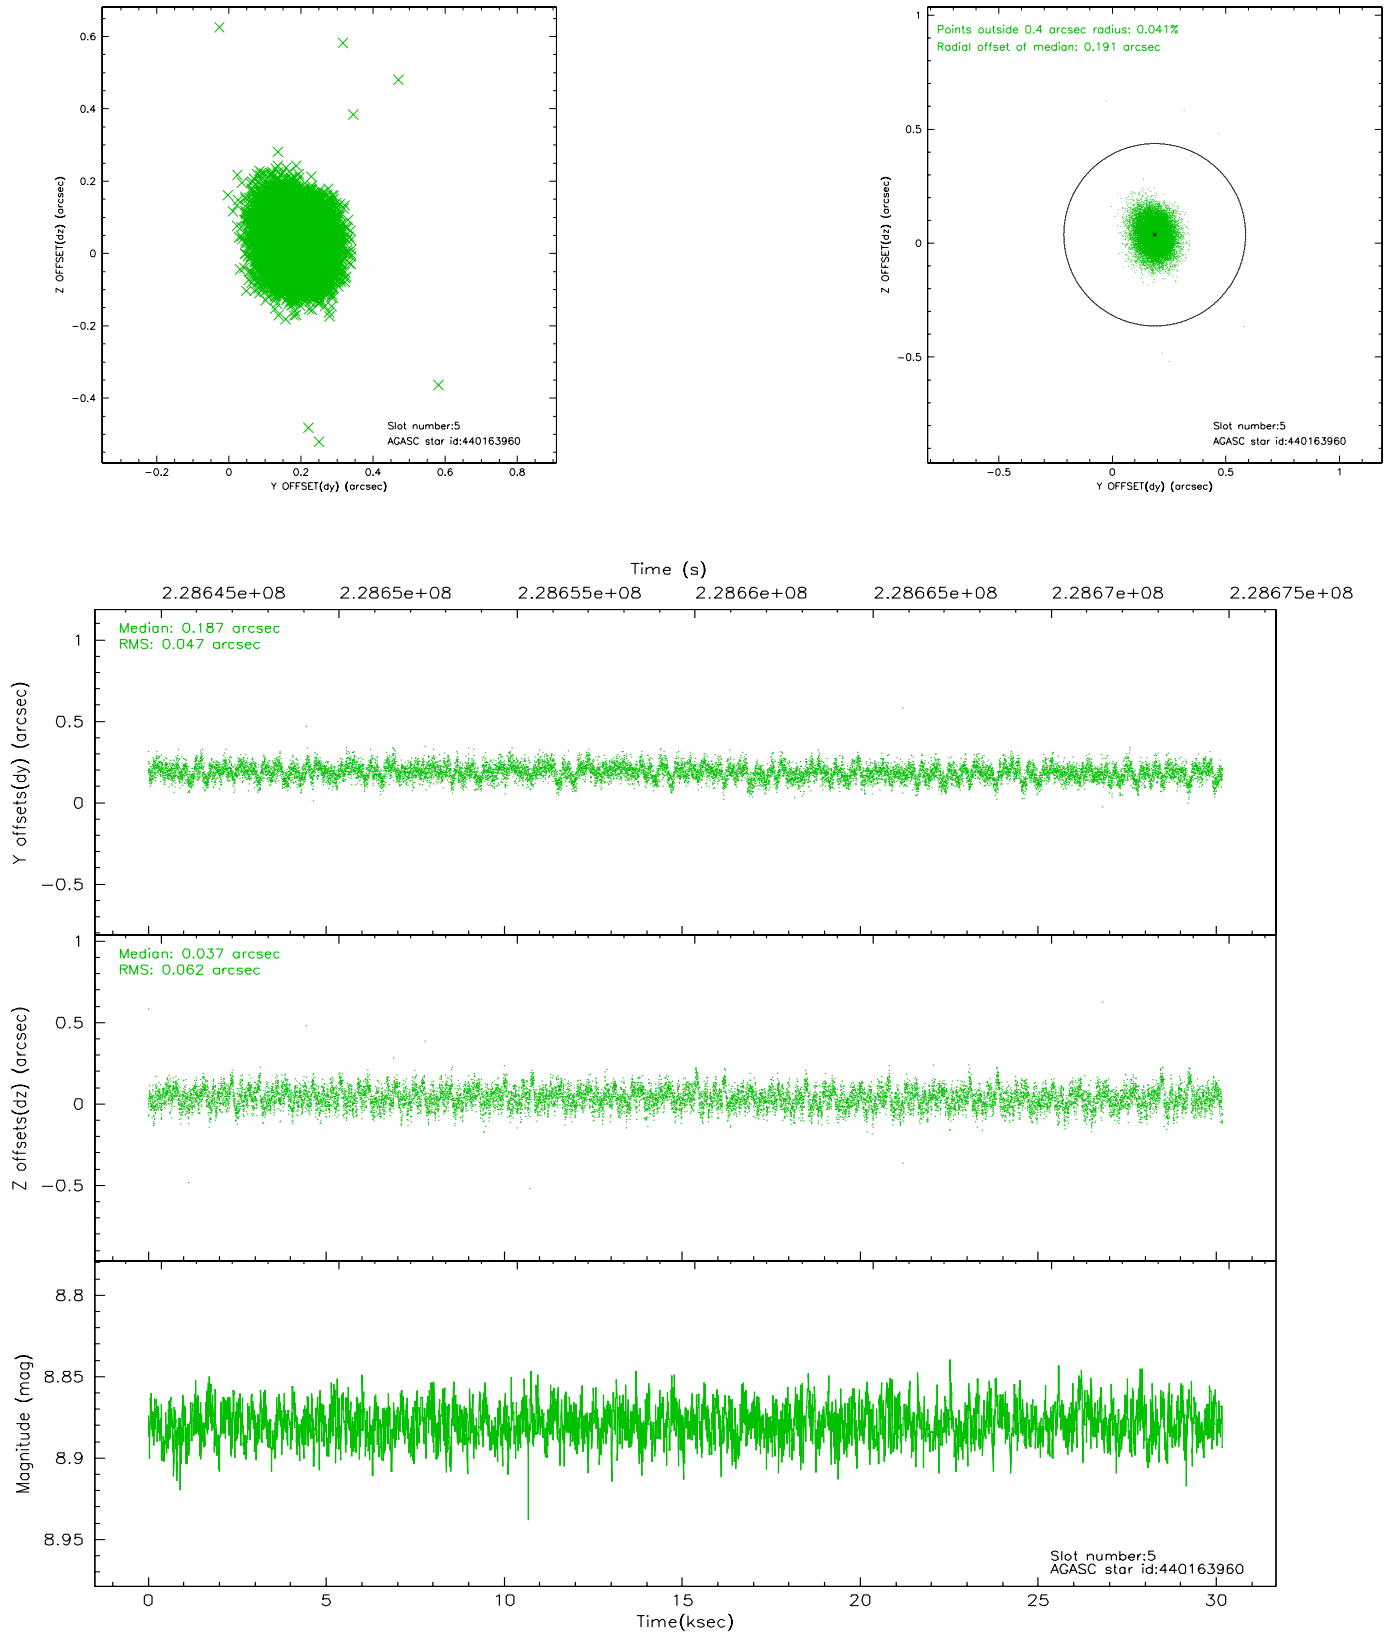 0.6
0.4
0.2
0
−0.2
−0.4
Z OFFSET(dz) (arcsec)
Slot number:5
AGASC star id:440163960
−0.2 0 0.2 0.4 0.6 0.8
Y OFFSET(dy) (arcsec)
Points outside 0.4 arcsec radius: 0.041%
Radial offset of median: 0.191 arcsec
1
0.5
0
−0.5
Z OFFSET(dz) (arcsec)
Slot number:5
AGASC star id:440163960
−0.5 0 0.5 1
Y OFFSET(dy) (arcsec)
Time (s)
2.28645e+08 2.2865e+08 2.28655e+08 2.2866e+08 2.28665e+08 2.2867e+08 2.28675e+08
Median: 0.187 arcsec
RMS: 0.047 arcsec
1
0.5
0
−0.5
Y offsets(dy) (arcsec)
Median: 0.037 arcsec
RMS: 0.062 arcsec
1
0.5
0
−0.5
Z offsets(dz) (arcsec)
8.8
8.85
8.9
8.95
Magnitude (mag)
Slot number:5
AGASC star id:440163960
0 5 10 15 20 25 30
Time(ksec)